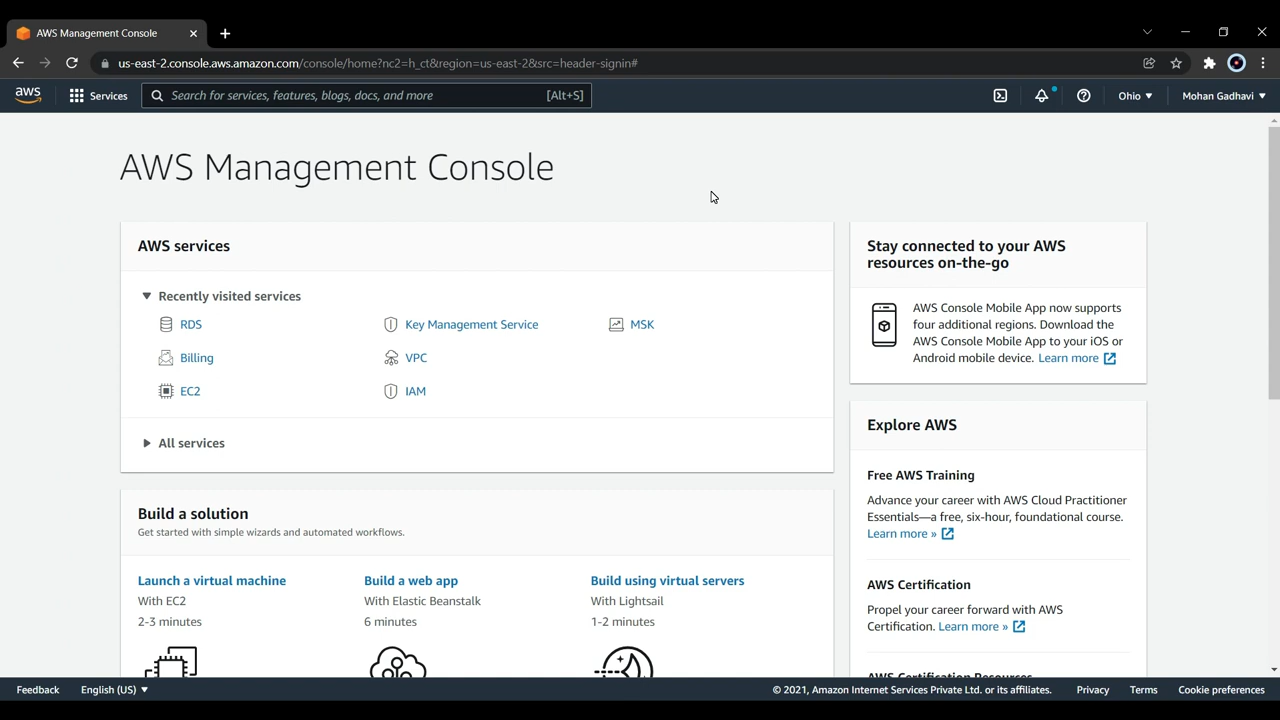 AWS Management Console
us-east-2.console.aws.amazon.com/console/home?nc2=h_ct&region=us-east-2&src=header-signin#
aws
Services
Search for services, features, blogs, docs, and more
[Alt+S]
Ohio
Mohan Gadhavi
AWS Management Console
AWS services
Recently visited services
RDS
Key Management Service
MSK
Billing
VPC
EC2
IAM
All services
Build a solution
Get started with simple wizards and automated workflows.
Launch a virtual machine
With EC2
2-3 minutes
Build a web app
With Elastic Beanstalk
6 minutes
Build using virtual servers
With Lightsail
1-2 minutes
Stay connected to your AWS
resources on-the-go
AWS Console Mobile App now supports
four additional regions. Download the
AWS Console Mobile App to your iOS or
Android mobile device. Learn more
Explore AWS
Free AWS Training
Advance your career with AWS Cloud Practitioner
Essentials—a free, six-hour, foundational course.
Learn more »
AWS Certification
Propel your career forward with AWS
Certification. Learn more »
AWS Certification Resources
Feedback
English (US)
© 2021, Amazon Internet Services Private Ltd. or its affiliates.
Privacy
Terms
Cookie preferences